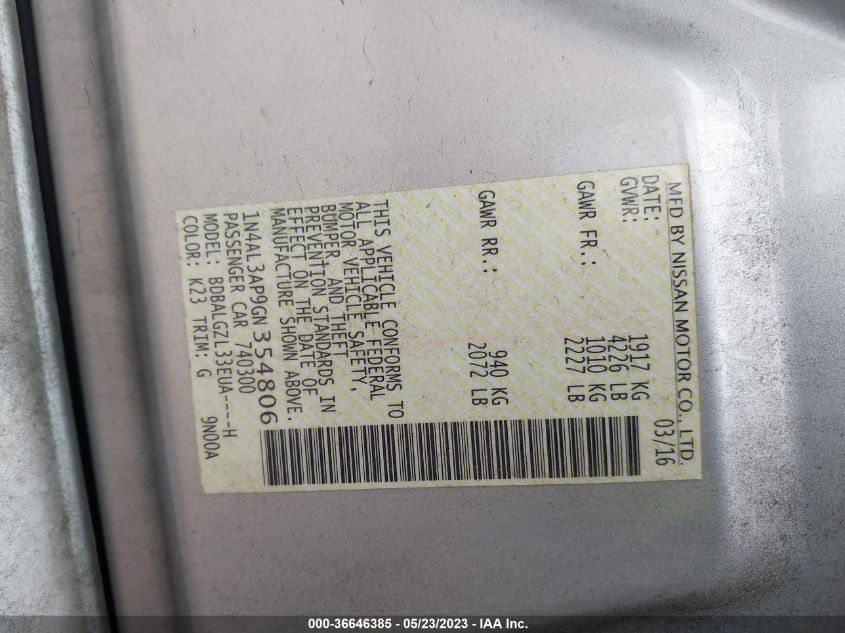 MFD BY NISSAN MOTOR CO., LTD.
DATE: 03/16
GVWR: 1917 KG
4226 LB
GAWR FR.: 1010 KG
2227 LB
GAWR RR.: 940 KG
2072 LB
THIS VEHICLE CONFORMS TO
ALL APPLICABLE FEDERAL
MOTOR VEHICLE SAFETY,
BUMPER, AND THEFT
PREVENTION STANDARDS IN
EFFECT ON THE DATE OF
MANUFACTURE SHOWN ABOVE.
1N4AL3AP9GN354806
PASSENGER CAR 740300
MODEL: BDBALGZL33EUA----H
COLOR: K23 TRIM: G 9N00A
000-36646385 - 05/23/2023 - IAA Inc.